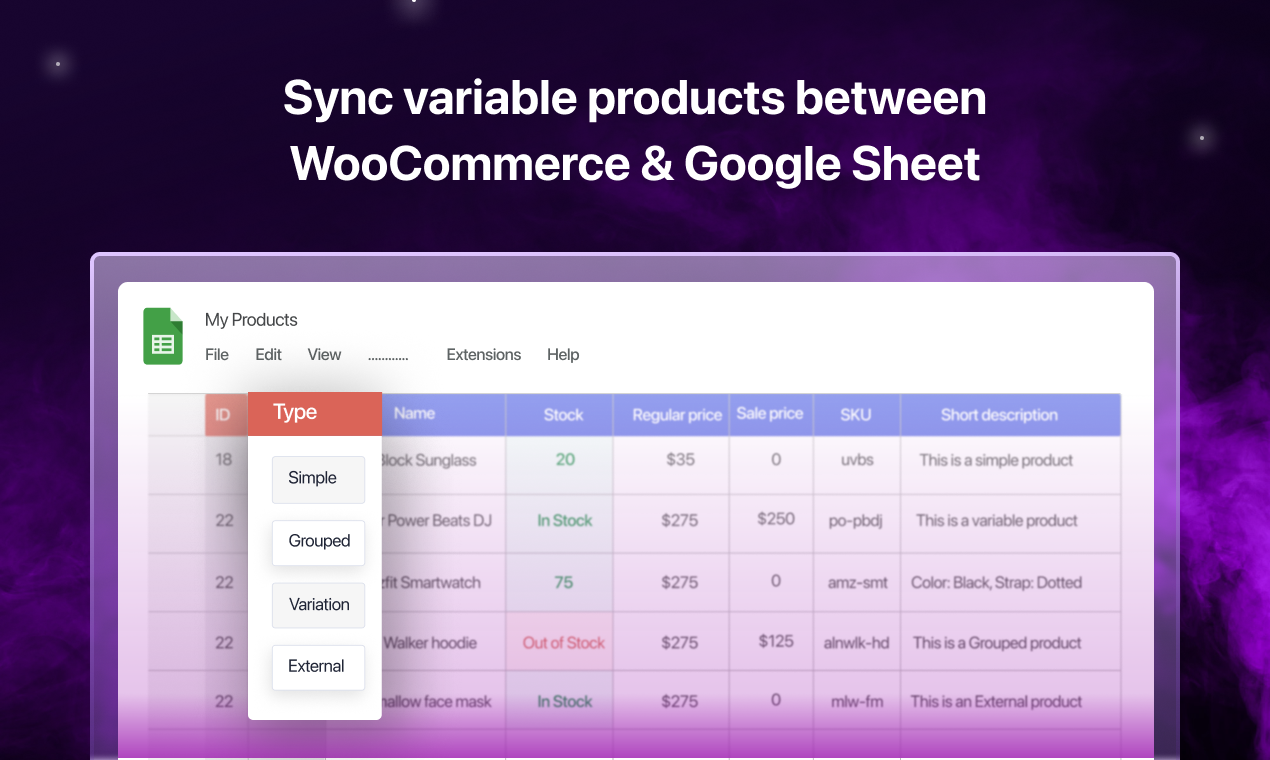 Sync variable products between
WooCommerce & Google Sheet
My Products
File Edit View ............ Extensions Help
ID Type Name Stock Regular price Sale price SKU Short description
18 Simple Block Sunglass 20 $35 0 uvbs This is a simple product
22 Grouped Power Beats DJ In Stock $275 $250 po-pbdj This is a variable product
22 Variation Smartwatch 75 $275 0 amz-smt Color: Black, Strap: Dotted
22 External Walker hoodie Out of Stock $275 $125 alnwlk-hd This is a Grouped product
22 face mask In Stock $275 0 mlw-fm This is an External product